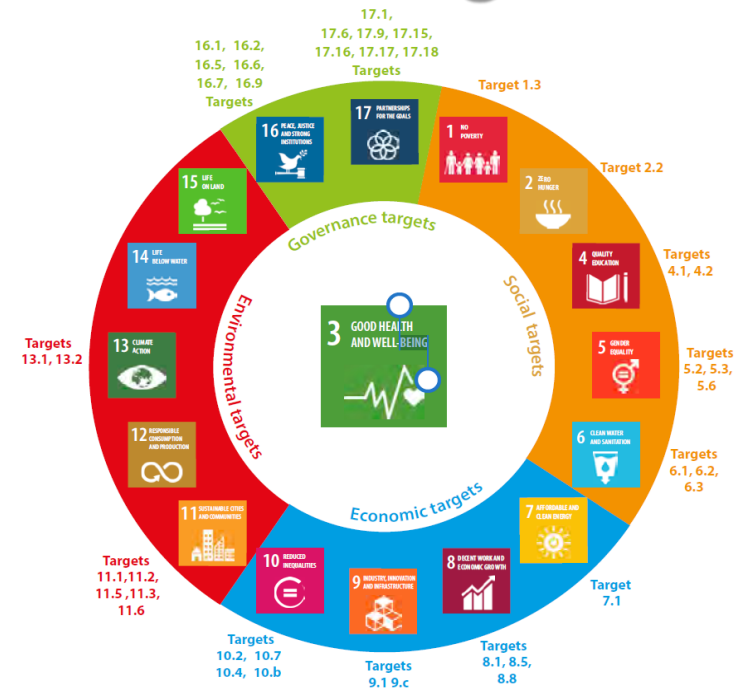 17.1,
17.6, 17.9, 17.15,
17.16, 17.17, 17.18
Targets
16.1, 16.2,
16.5, 16.6,
16.7, 16.9
Targets
Target 1.3
Target 2.2
Targets
4.1, 4.2
Targets
5.2, 5.3,
5.6
Targets
6.1, 6.2,
6.3
Target
7.1
Targets
8.1, 8.5,
8.8
Targets
9.1 9.c
Targets
10.2, 10.7
10.4, 10.b
Targets
11.1,11.2,
11.5 ,11.3,
11.6
Targets
13.1, 13.2
Governance targets
Social targets
Economic targets
Environmental targets
3 GOOD HEALTH
AND WELL-BEING
17 PARTNERSHIPS
FOR THE GOALS
1 NO
POVERTY
2 ZERO
HUNGER
4 QUALITY
EDUCATION
5 GENDER
EQUALITY
6 CLEAN WATER
AND SANITATION
7 AFFORDABLE AND
CLEAN ENERGY
8 DECENT WORK AND
ECONOMIC GROWTH
9 INDUSTRY, INNOVATION
AND INFRASTRUCTURE
10 REDUCED
INEQUALITIES
11 SUSTAINABLE CITIES
AND COMMUNITIES
12 RESPONSIBLE
CONSUMPTION
AND PRODUCTION
13 CLIMATE
ACTION
14 LIFE
BELOW WATER
15 LIFE
ON LAND
16 PEACE, JUSTICE
AND STRONG
INSTITUTIONS